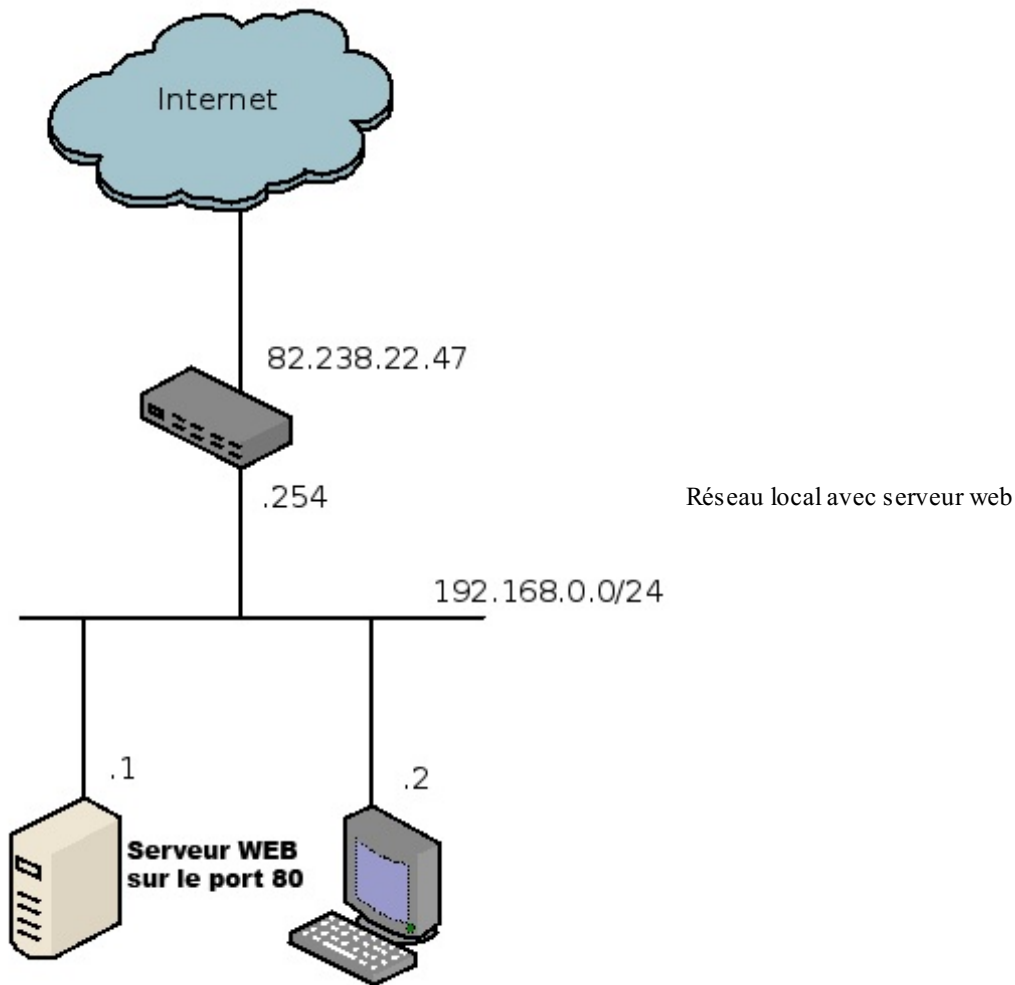 Internet
82.238.22.47
.254
Réseau local avec serveur web
192.168.0.0/24
.1
.2
Serveur WEB
sur le port 80